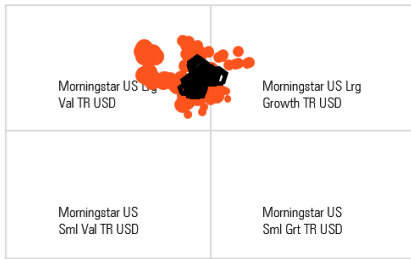 Morningstar US Lrg
Val TR USD
Morningstar US Lrg
Growth TR USD
Morningstar US
Sml Val TR USD
Morningstar US
Sml Grt TR USD